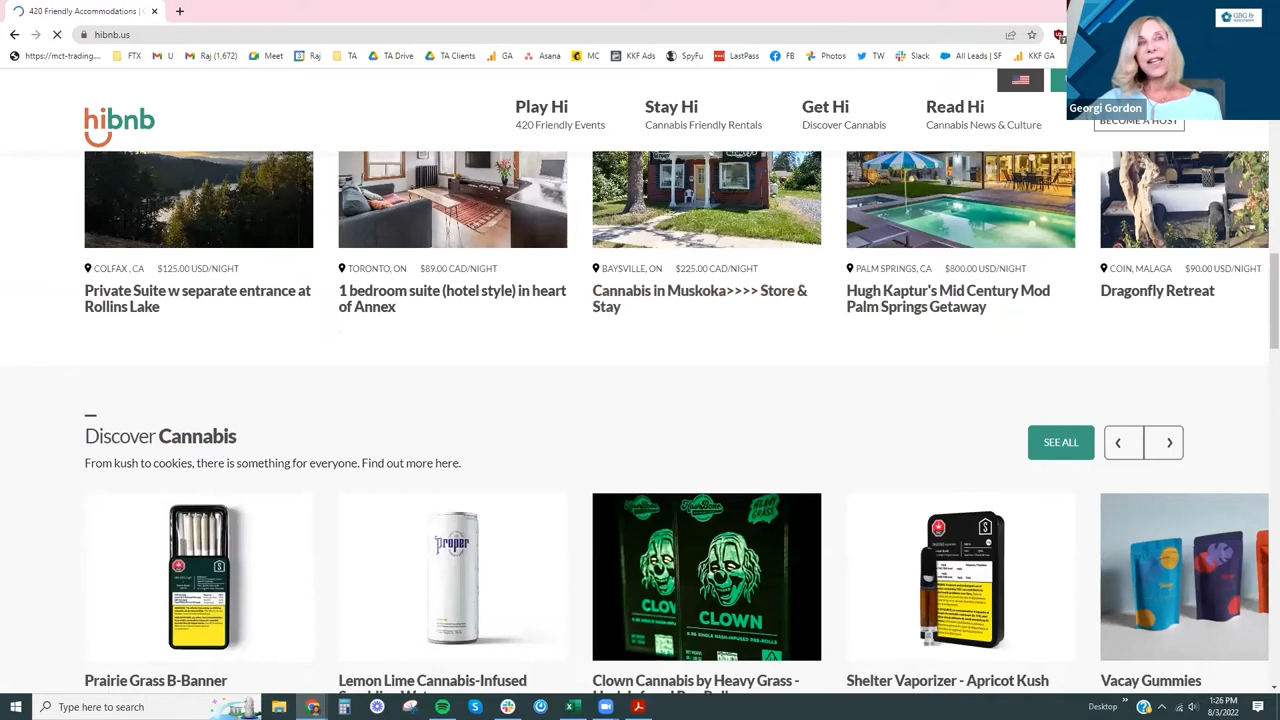 420 Friendly Accommodations
GBG &
hibnb.us
https://mct-trading....
FTX
U
Raj (1,672)
Meet
Raj
TA
TA Drive
TA Clients
GA
Asana
MC
KKF Ads
SpyFu
LastPass
FB
Photos
TW
Slack
All Leads | SF
KKF GA
Georgi Gordon
hibnb
Play Hi
420 Friendly Events
Stay Hi
Cannabis Friendly Rentals
Get Hi
Discover Cannabis
Read Hi
Cannabis News & Culture
BECOME A HOST
COLFAX , CA $125.00 USD/NIGHT
Private Suite w separate entrance at
Rollins Lake
TORONTO, ON $89.00 CAD/NIGHT
1 bedroom suite (hotel style) in heart
of Annex
BAYSVILLE, ON $225.00 CAD/NIGHT
Cannabis in Muskoka>>>> Store &
Stay
PALM SPRINGS, CA $800.00 USD/NIGHT
Hugh Kaptur's Mid Century Mod
Palm Springs Getaway
COIN, MALAGA $90.00 USD/NIGHT
Dragonfly Retreat
Discover Cannabis
From kush to cookies, there is something for everyone. Find out more here.
SEE ALL
proper
CLOWN
Prairie Grass B-Banner
Lemon Lime Cannabis-Infused
Clown Cannabis by Heavy Grass -
Shelter Vaporizer - Apricot Kush
Vacay Gummies
Type here to search
Desktop
1:26 PM
8/3/2022